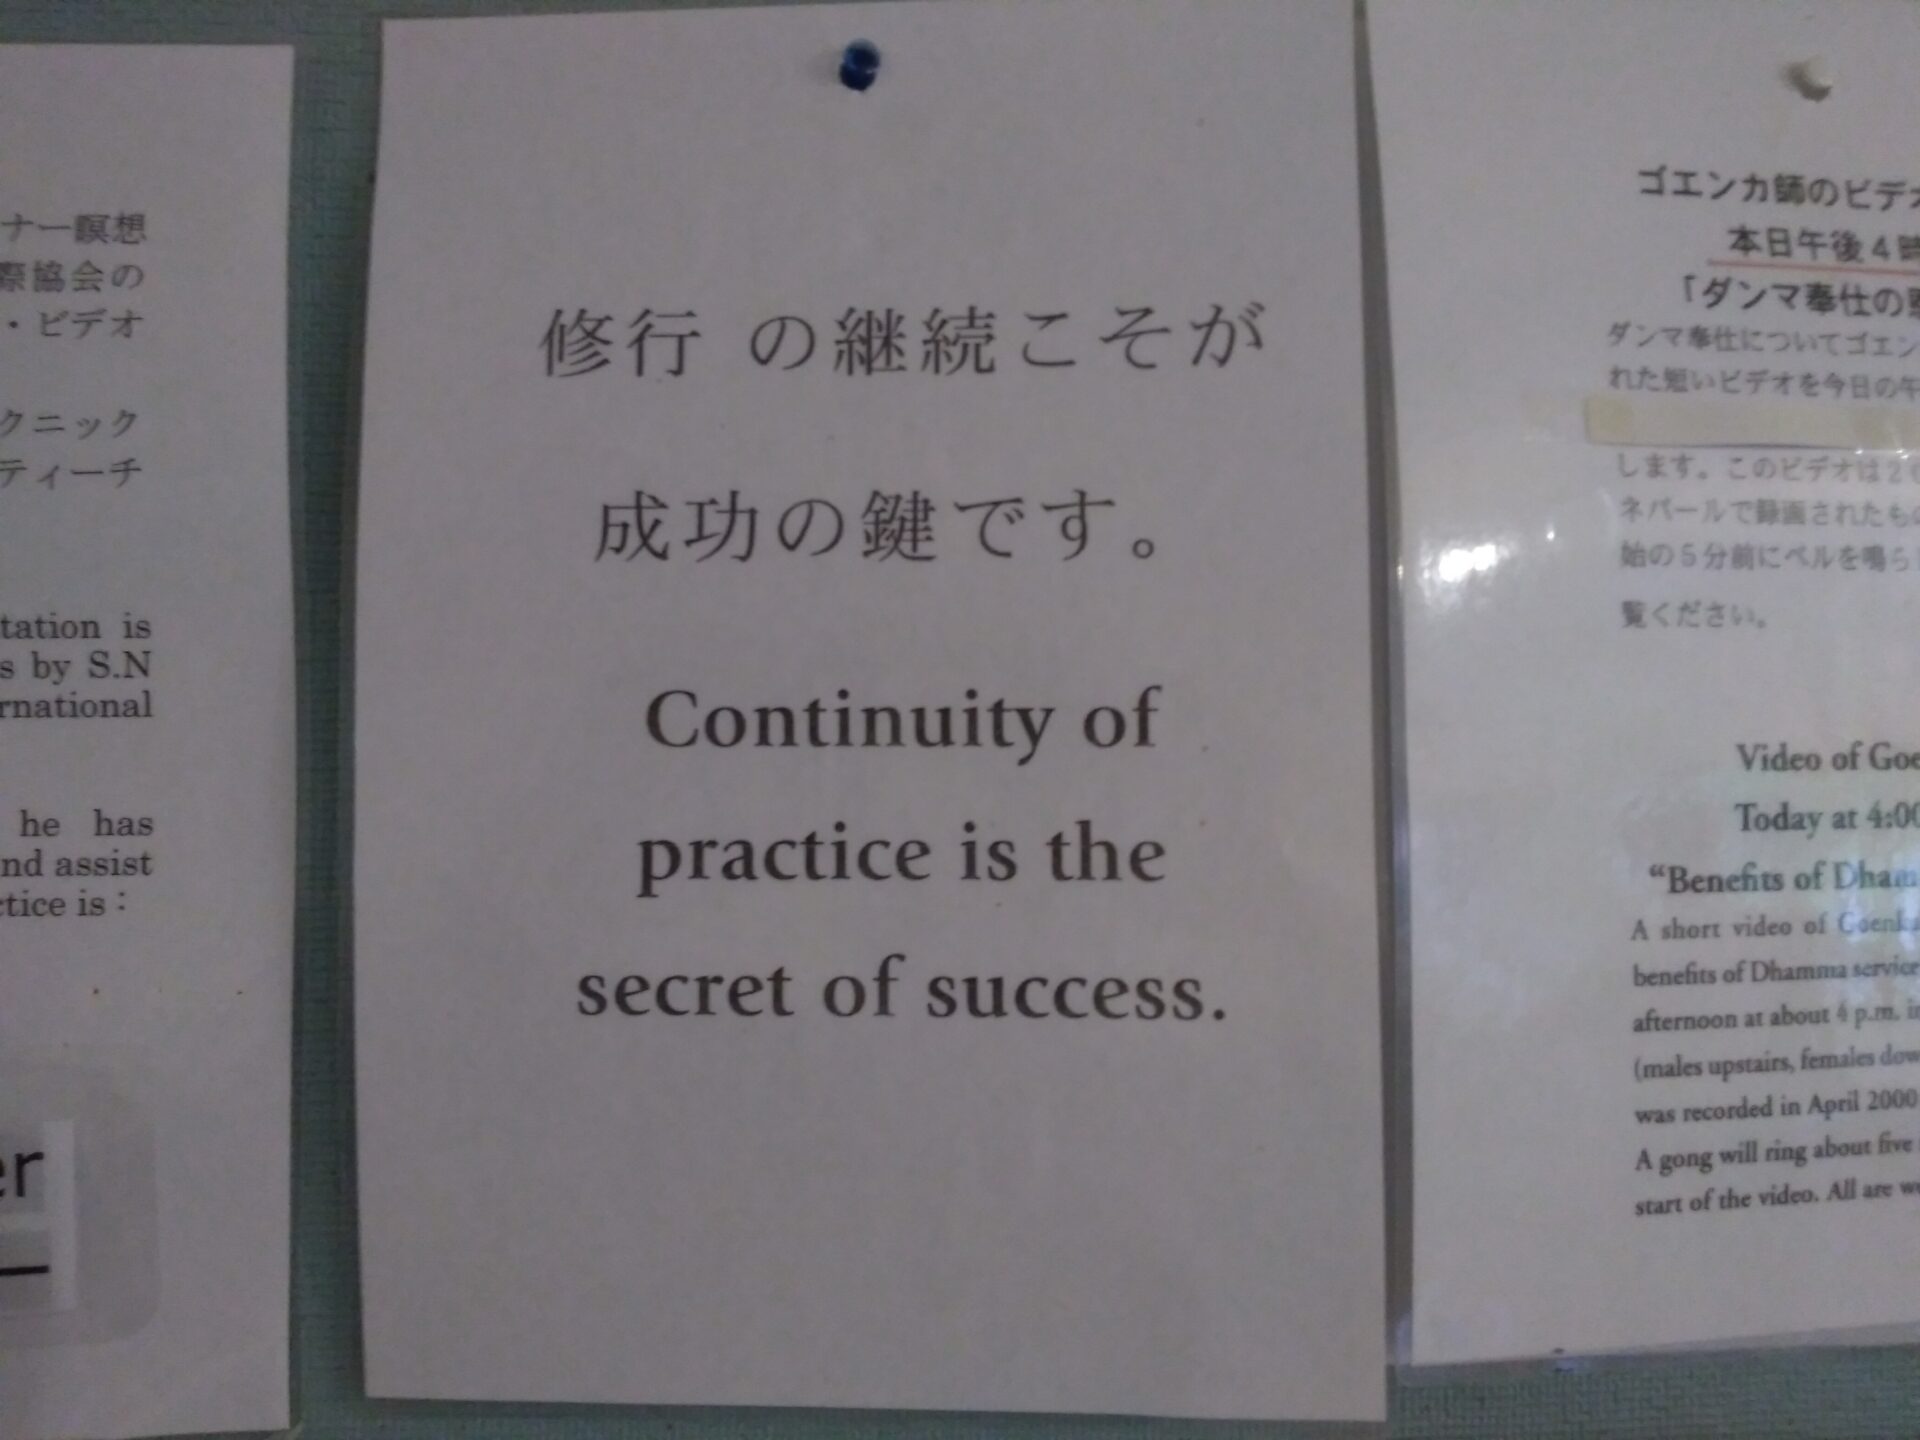 ナー瞑想
際協会の
・ビデオ
クニック
ティーチ
tation is
s by S.N
rnational
he has
nd assist
ctice is :
er
修行 の継続こそが
成功の鍵です。
Continuity of
practice is the
secret of success.
ゴエンカ師のビデオ
本日午後４時
「ダンマ奉仕の
ダンマ奉仕についてゴエン
れた短いビデオを今日の午
します。このビデオは２０
ネパールで録画されたもの
始の５分前にベルを鳴ら
覧ください。
Video of Goe
Today at 4:00
“Benefits of Dham
A short video of Goenka
benefits of Dhamma service
afternoon at about 4 p.m. in
(males upstairs, females dow
was recorded in April 2000
A gong will ring about five
start of the video. All are we